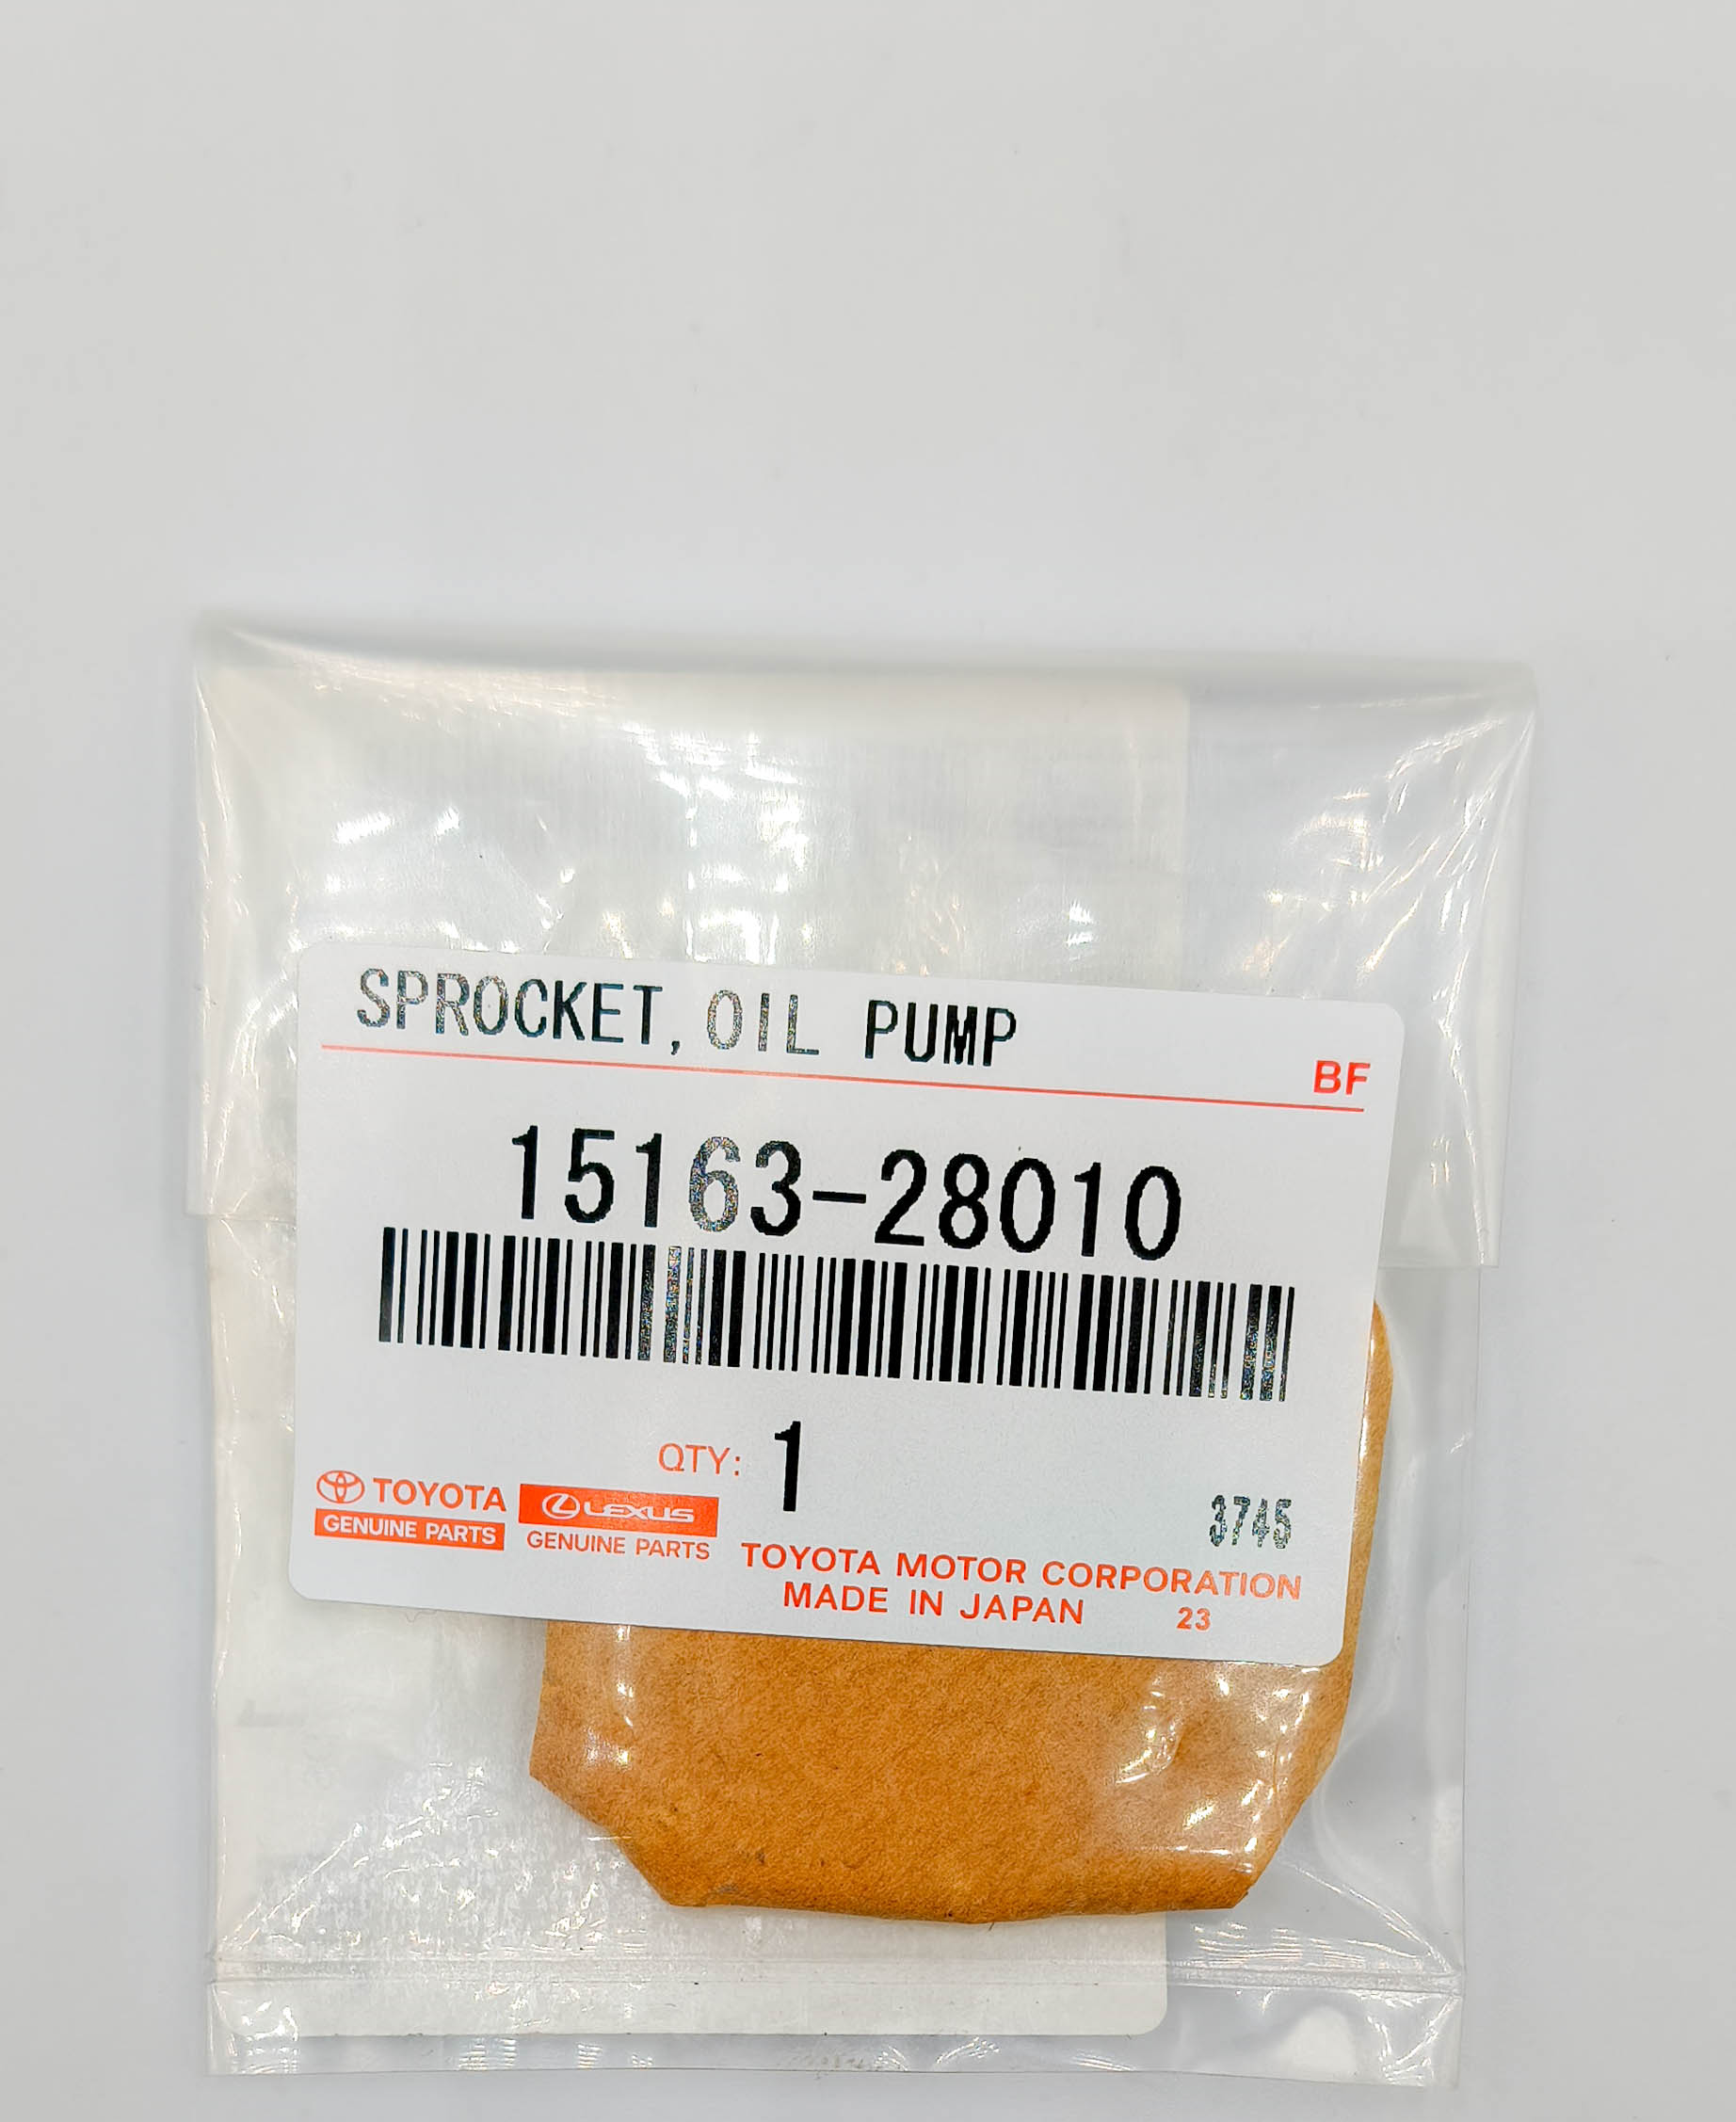 SPROCKET, OIL PUMP
BF
15163-28010
QTY: 1
3745
TOYOTA
GENUINE PARTS
LEXUS
GENUINE PARTS
TOYOTA MOTOR CORPORATION
MADE IN JAPAN 23